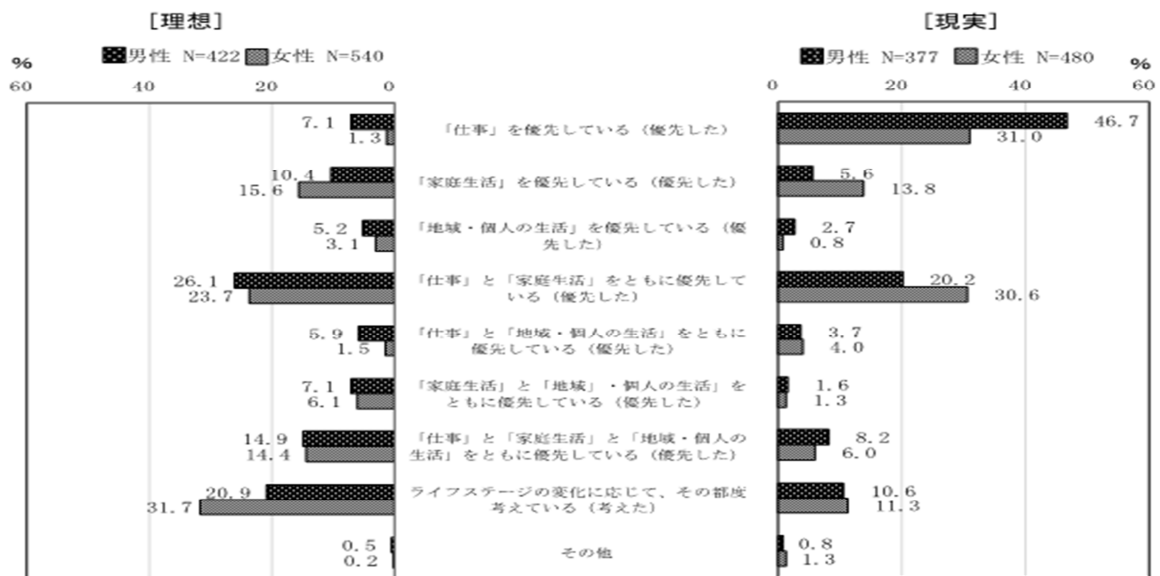 [理想]
[現実]
男性 N=422 女性 N=540
男性 N=377 女性 N=480
%
%
60 40 20 0
0 20 40 60
7.1
1.3
「仕事」を優先している（優先した）
46.7
31.0
10.4
15.6
「家庭生活」を優先している（優先した）
5.6
13.8
5.2
3.1
「地域・個人の生活」を優先している（優
先した）
2.7
0.8
26.1
23.7
「仕事」と「家庭生活」をともに優先して
いる（優先した）
20.2
30.6
5.9
1.5
「仕事」と「地域・個人の生活」をともに
優先している（優先した）
3.7
4.0
7.1
6.1
「家庭生活」と「地域」・個人の生活」を
ともに優先している（優先した）
1.6
1.3
14.9
14.4
「仕事」と「家庭生活」と「地域・個人の
生活」をともに優先している（優先した）
8.2
6.0
20.9
31.7
ライフステージの変化に応じて、その都度
考えている（考えた）
10.6
11.3
0.5
0.2
その他
0.8
1.3